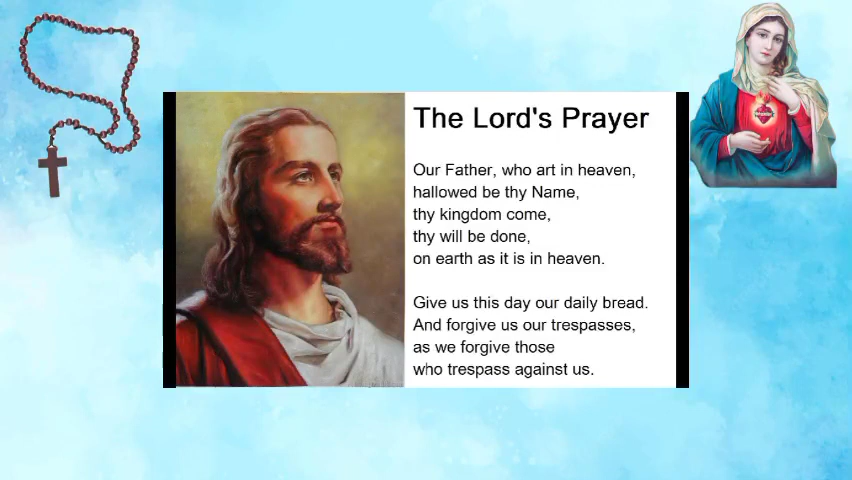 The Lord's Prayer
Our Father, who art in heaven,
hallowed be thy Name,
thy kingdom come,
thy will be done,
on earth as it is in heaven.
Give us this day our daily bread.
And forgive us our trespasses,
as we forgive those
who trespass against us.